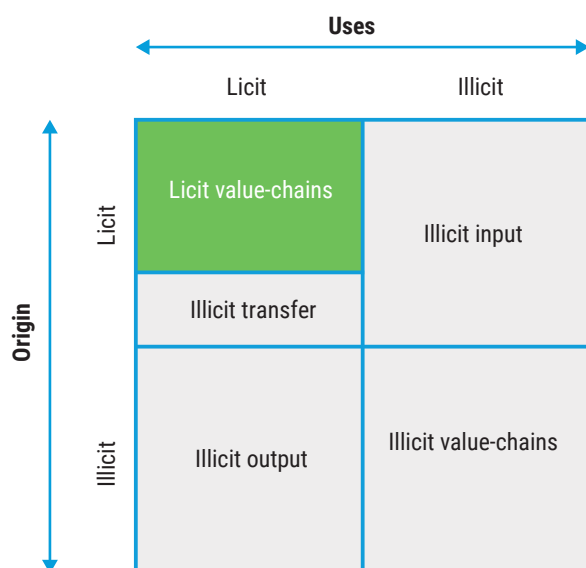 Uses
Licit
Illicit
Origin
Licit
Licit value-chains
Illicit input
Illicit transfer
Illicit
Illicit output
Illicit value-chains